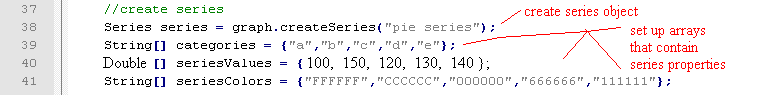 37 //create series
38 Series series = graph.createSeries("pie series");
create series object
39 String[] categories = {"a","b","c","d","e"};
set up arrays
that contain
series properties
40 Double [] seriesValues = { 100, 150, 120, 130, 140 };
41 String[] seriesColors = {"FFFFFF","CCCCCC","000000","666666","111111"};